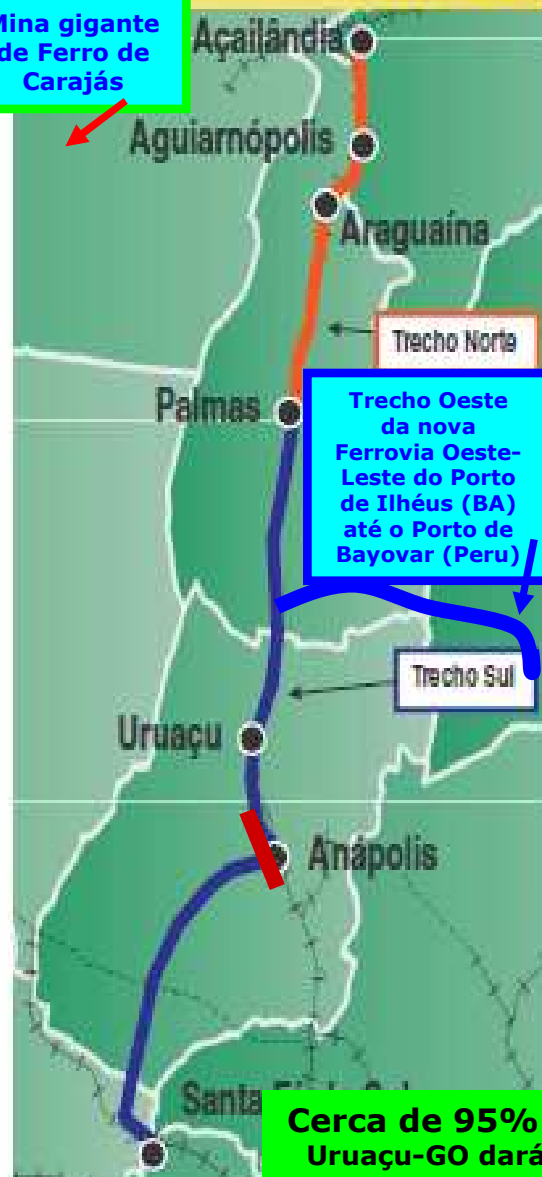 Mina gigante
de Ferro de
Carajás
Açailândia
Aguiarnópolis
Araguaína
Trecho Norte
Palmas
Trecho Oeste
da nova
Ferrovia Oeste-
Leste do Porto
de Ilhéus (BA)
até o Porto de
Bayovar (Peru)
Trecho Sul
Uruaçu
Anápolis
Santa
Cerca de 95%
Uruaçu-GO dará